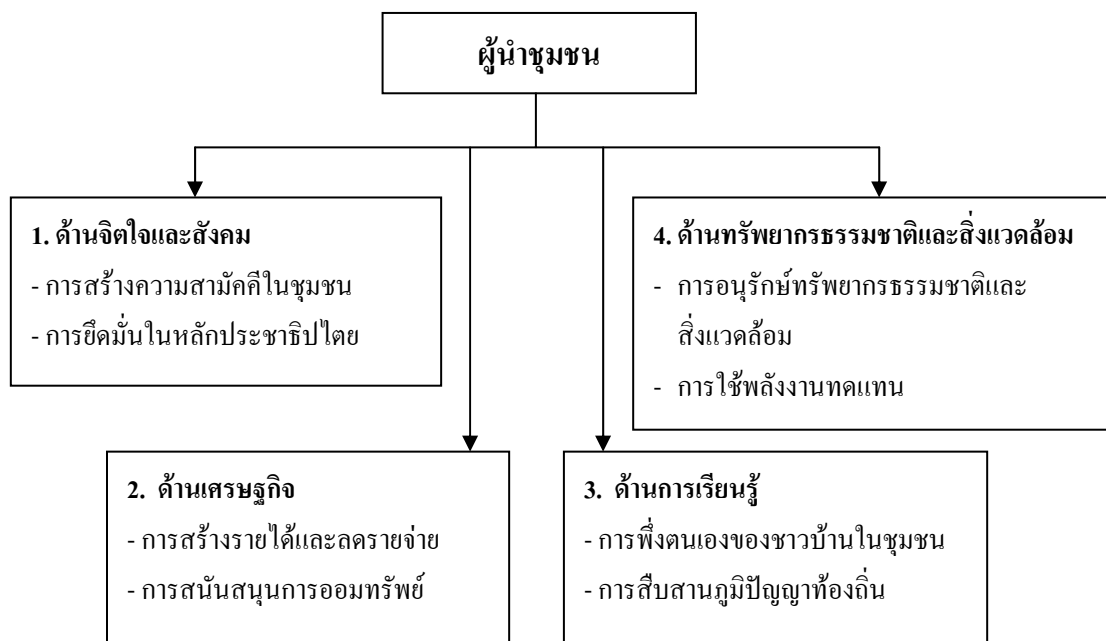 ผู้นำชุมชน
1. ด้านจิตใจและสังคม
- การสร้างความสามัคคีในชุมชน
- การยึดมั่นในหลักประชาธิปไตย
4. ด้านทรัพยากรธรรมชาติและสิ่งแวดล้อม
- การอนุรักษ์ทรัพยากรธรรมชาติและ
สิ่งแวดล้อม
- การใช้พลังงานทดแทน
2. ด้านเศรษฐกิจ
- การสร้างรายได้และลดรายจ่าย
- การสนันสนุนการออมทรัพย์
3. ด้านการเรียนรู้
- การพึ่งตนเองของชาวบ้านในชุมชน
- การสืบสานภูมิปัญญาท้องถิ่น